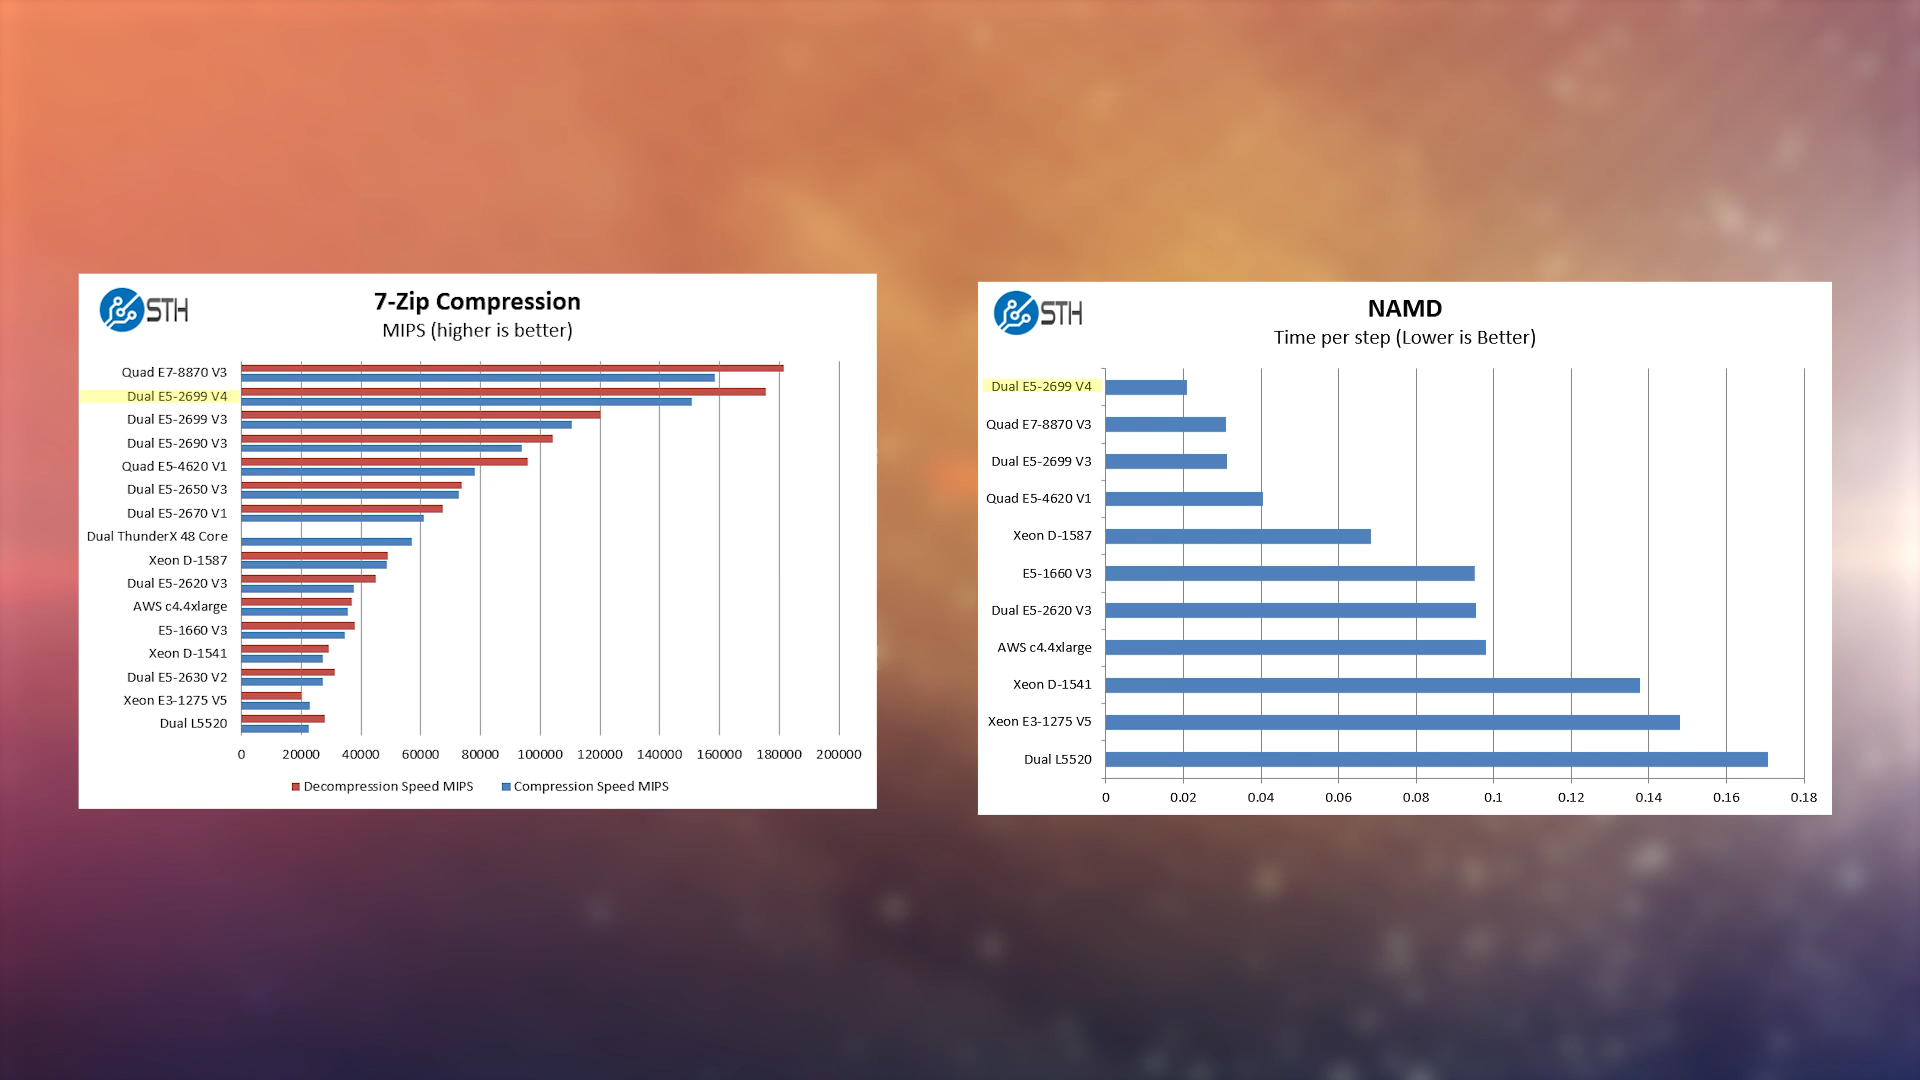 STH
7-Zip Compression
MIPS (higher is better)
Quad E7-8870 V3
Dual E5-2699 V4
Dual E5-2699 V3
Dual E5-2690 V3
Quad E5-4620 V1
Dual E5-2650 V3
Dual E5-2670 V1
Dual ThunderX 48 Core
Xeon D-1587
Dual E5-2620 V3
AWS c4.4xlarge
E5-1660 V3
Xeon D-1541
Dual E5-2630 V2
Xeon E3-1275 V5
Dual L5520
0 20000 40000 60000 80000 100000 120000 140000 160000 180000 200000
Decompression Speed MIPS Compression Speed MIPS
STH
NAMD
Time per step (Lower is Better)
Dual E5-2699 V4
Quad E7-8870 V3
Dual E5-2699 V3
Quad E5-4620 V1
Xeon D-1587
E5-1660 V3
Dual E5-2620 V3
AWS c4.4xlarge
Xeon D-1541
Xeon E3-1275 V5
Dual L5520
0 0.02 0.04 0.06 0.08 0.1 0.12 0.14 0.16 0.18